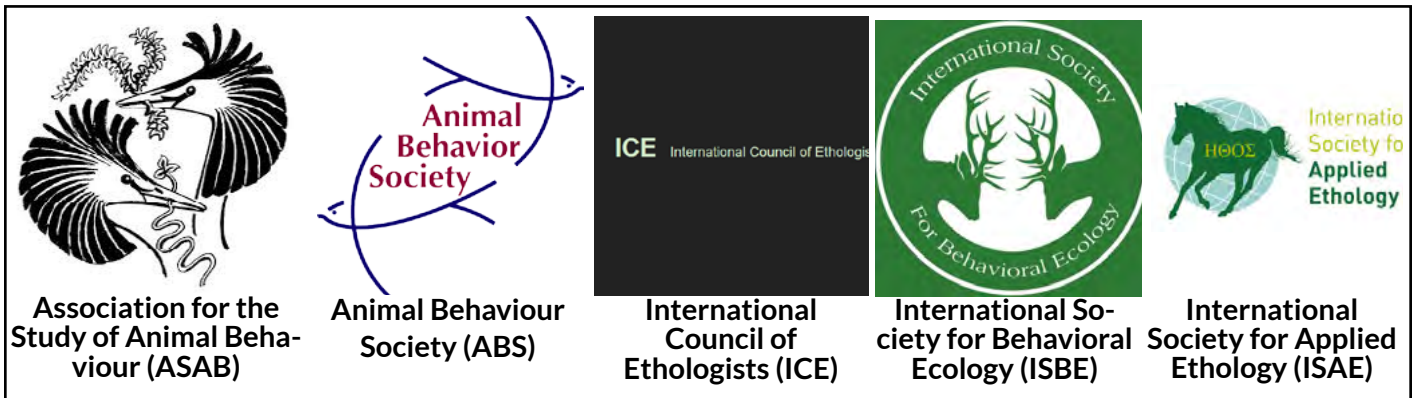 Animal
Behavior
Society
ICE International Council of Ethologis
International Society
For Behavioral Ecology
ΗΘΟΣ
Internatio
Society fo
Applied
Ethology
Association for the
Study of Animal Beha-
viour (ASAB)
Animal Behaviour
Society (ABS)
International
Council of
Ethologists (ICE)
International So-
ciety for Behavioral
Ecology (ISBE)
International
Society for Applied
Ethology (ISAE)